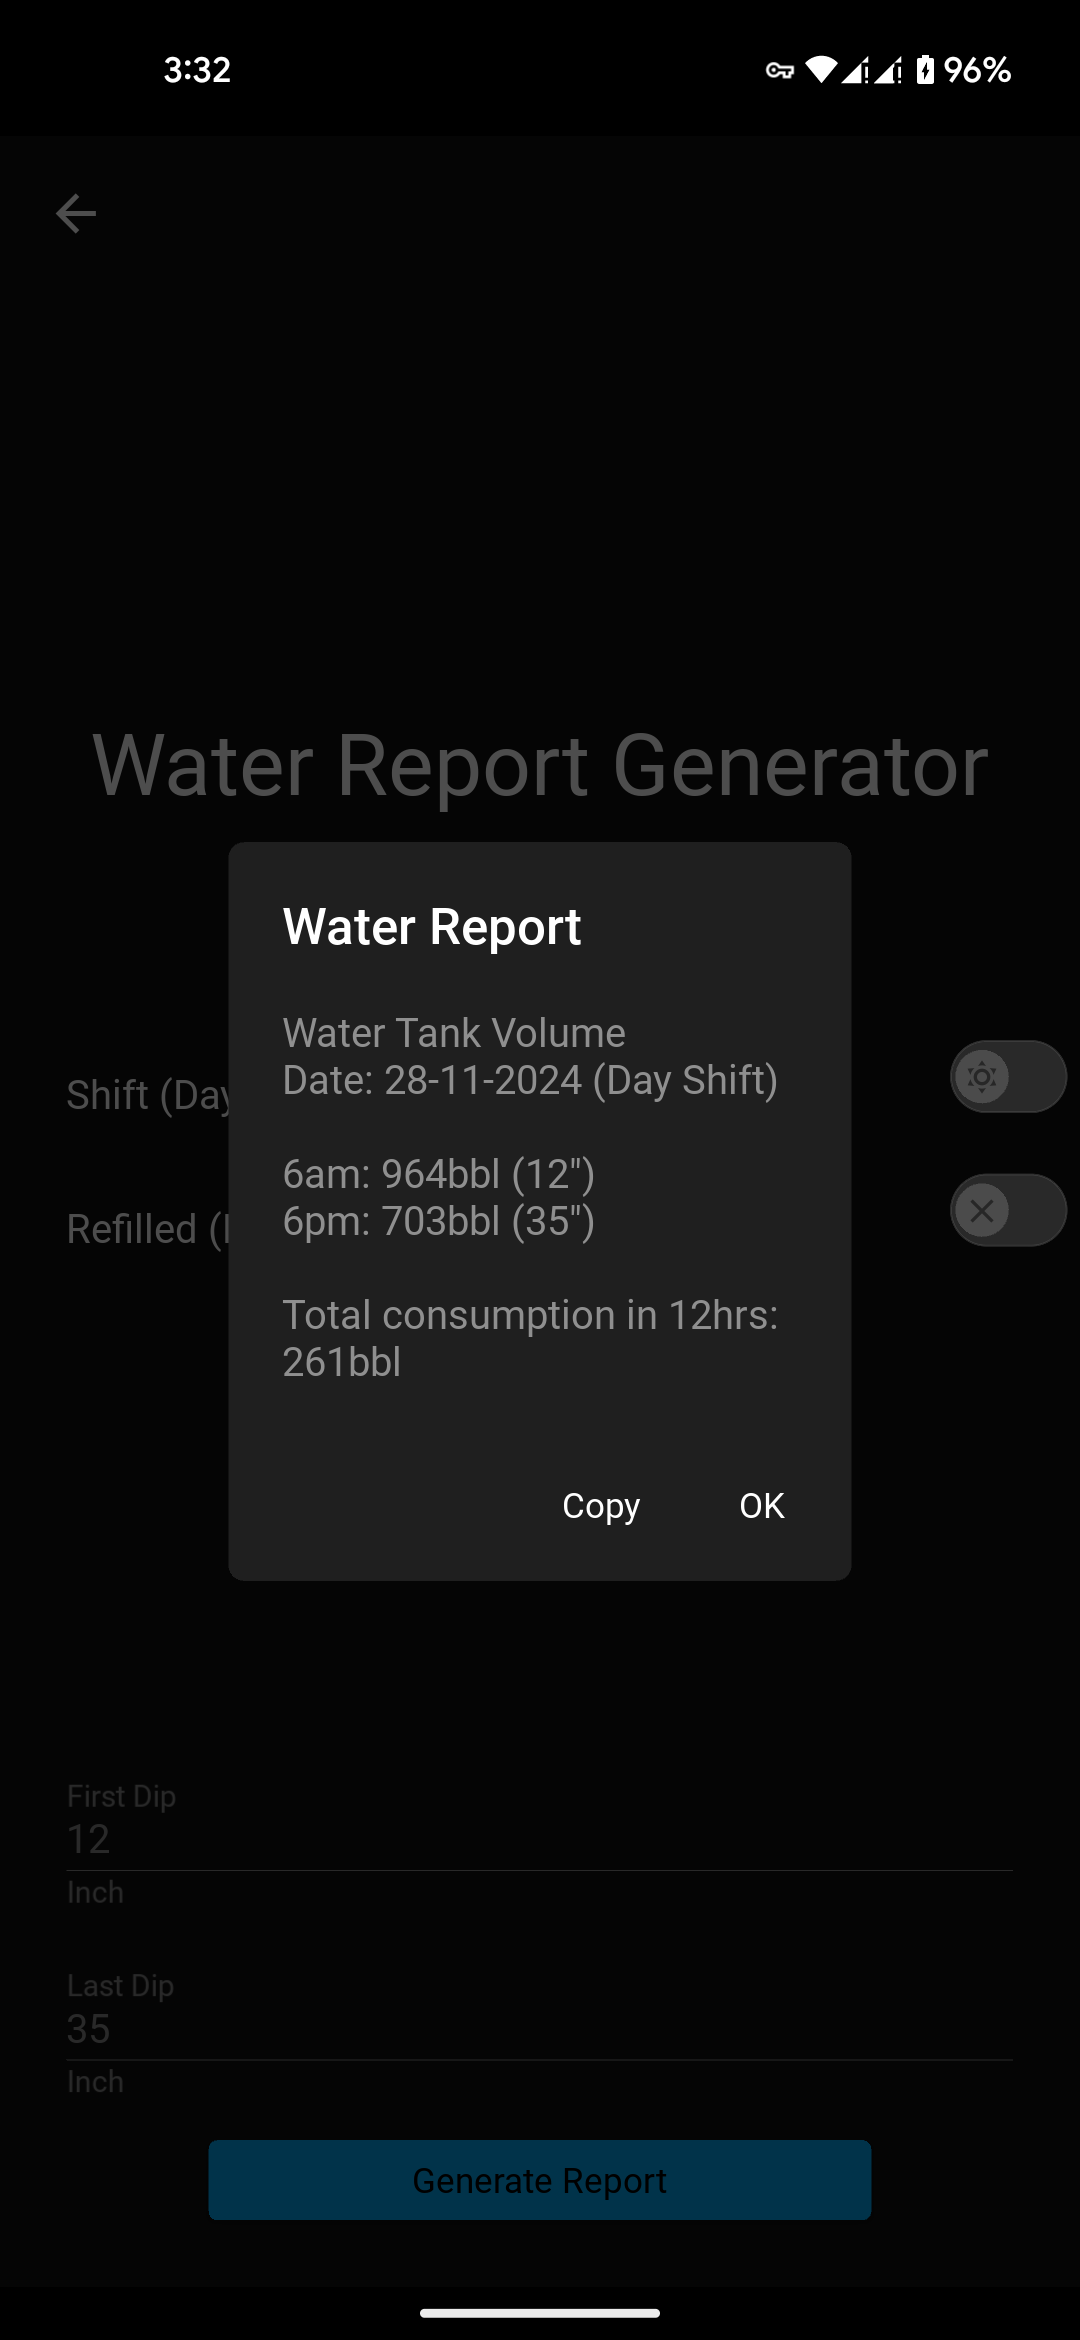 3:32
96%
Water Report Generator
Water Report
Water Tank Volume
Date: 28-11-2024 (Day Shift)
6am: 964bbl (12")
6pm: 703bbl (35")
Total consumption in 12hrs:
261bbl
Copy
OK
Shift (Day
Refilled (
First Dip
12
Inch
Last Dip
35
Inch
Generate Report